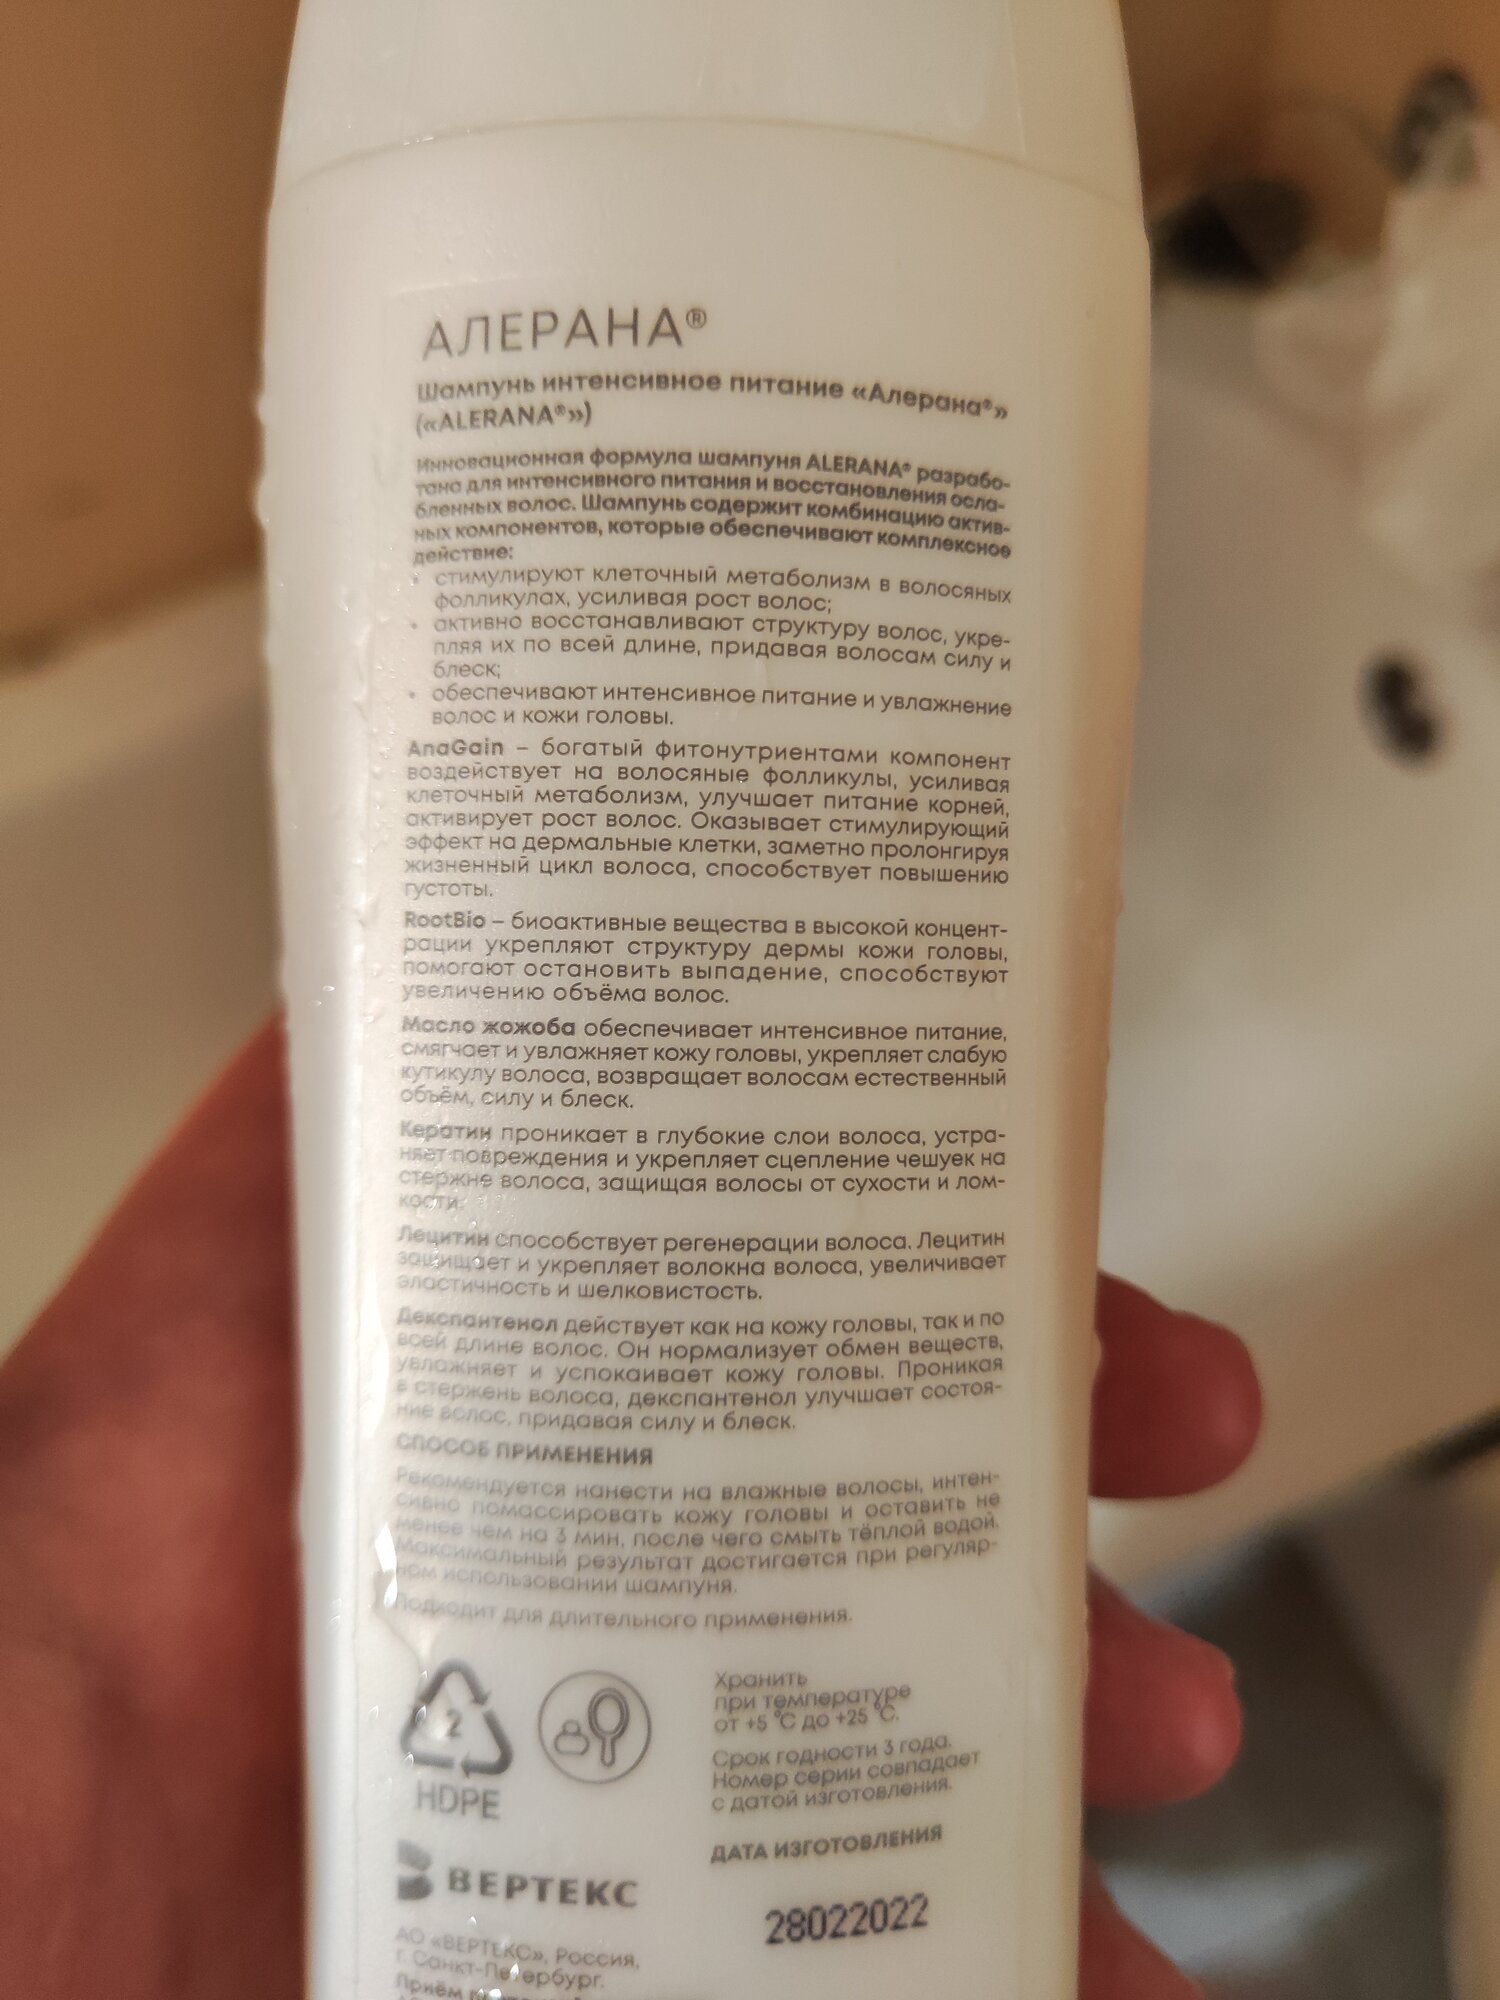 АЛЕРАНА®
Шампунь интенсивное питание «Алерана®»
(«ALERANA®»)
Инновационная формула шампуня ALERANA® разрабо-
тана для интенсивного питания и восстановления осла-
бленных волос. Шампунь содержит комбинацию актив-
ных компонентов, которые обеспечивают комплексное
действие:
• стимулируют клеточный метаболизм в волосяных
фолликулах, усиливая рост волос;
• активно восстанавливают структуру волос, укре-
пляя их по всей длине, придавая волосам силу и
блеск;
• обеспечивают интенсивное питание и увлажнение
волос и кожи головы.
AnaGain – богатый фитонутриентами компонент
воздействует на волосяные фолликулы, усиливая
клеточный метаболизм, улучшает питание корней,
активирует рост волос. Оказывает стимулирующий
эффект на дермальные клетки, заметно пролонгируя
жизненный цикл волоса, способствует повышению
густоты.
RootBio – биоактивные вещества в высокой концент-
рации укрепляют структуру дермы кожи головы,
помогают остановить выпадение, способствуют
увеличению объёма волос.
Масло жожоба обеспечивает интенсивное питание,
смягчает и увлажняет кожу головы, укрепляет слабую
кутикулу волоса, возвращает волосам естественный
объём, силу и блеск.
Кератин проникает в глубокие слои волоса, устра-
няет повреждения и укрепляет сцепление чешуек на
стержне волоса, защищая волосы от сухости и лом-
кости.
Лецитин способствует регенерации волоса. Лецитин
защищает и укрепляет волокна волоса, увеличивает
эластичность и шелковистость.
Декспантенол действует как на кожу головы, так и по
всей длине волос. Он нормализует обмен веществ,
увлажняет и успокаивает кожу головы. Проникая
в стержень волоса, декспантенол улучшает состоя-
ние волос, придавая силу и блеск.
СПОСОБ ПРИМЕНЕНИЯ
Рекомендуется нанести на влажные волосы, интен-
сивно помассировать кожу головы и оставить не
менее чем на 3 мин, после чего смыть тёплой водой.
Максимальный результат достигается при регуляр-
ном использовании шампуня.
Подходит для длительного применения.
2
HDPE
Хранить
при температуре
от +5 °C до +25 °C.
Срок годности 3 года.
Номер серии совпадает
с датой изготовления.
ДАТА ИЗГОТОВЛЕНИЯ
28022022
ВЕРТЕКС
АО «ВЕРТЕКС», Россия,
г. Санкт-Петербург.
Приём